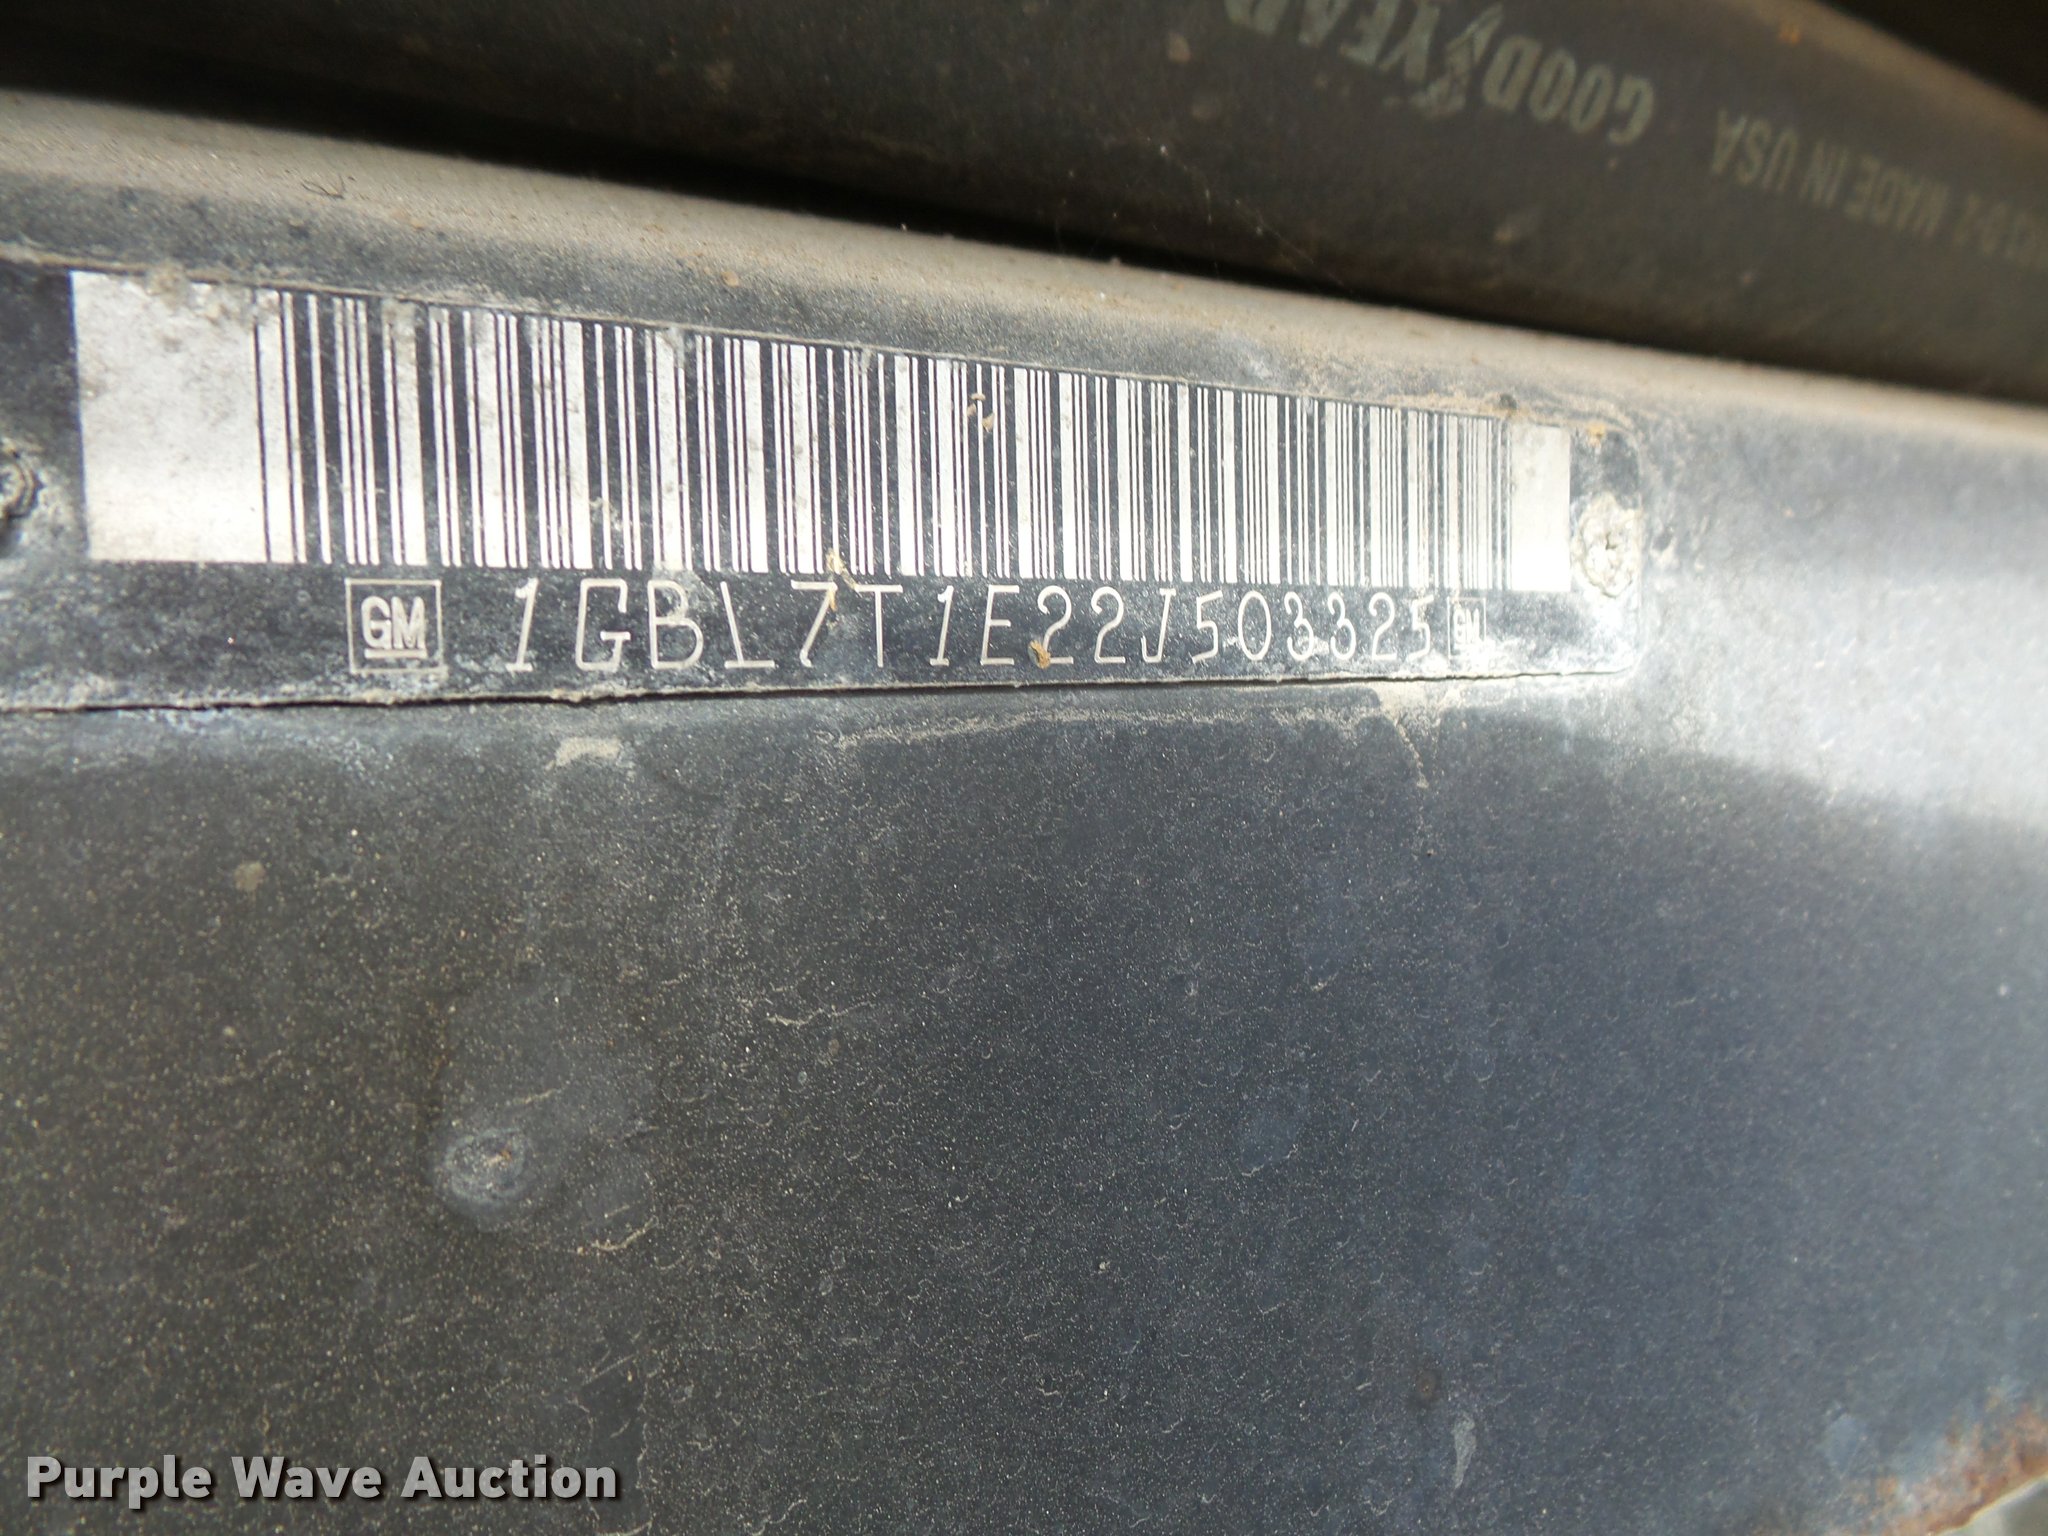 GOODYEAR MADE IN USA
GM 1GBL7T1E22J503325 GM
Purple Wave Auction